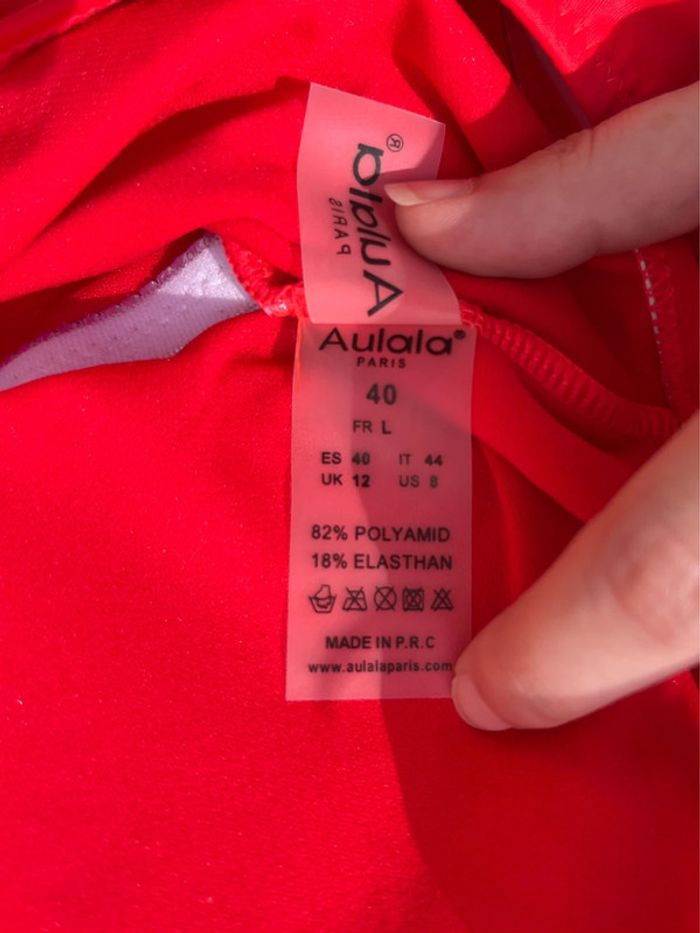 Aulala®
PARIS
Aulala®
PARIS
40
FR L
ES 40 IT 44
UK 12 US 8
82% POLYAMID
18% ELASTHAN
MADE IN P.R.C
www.aulalaparis.com